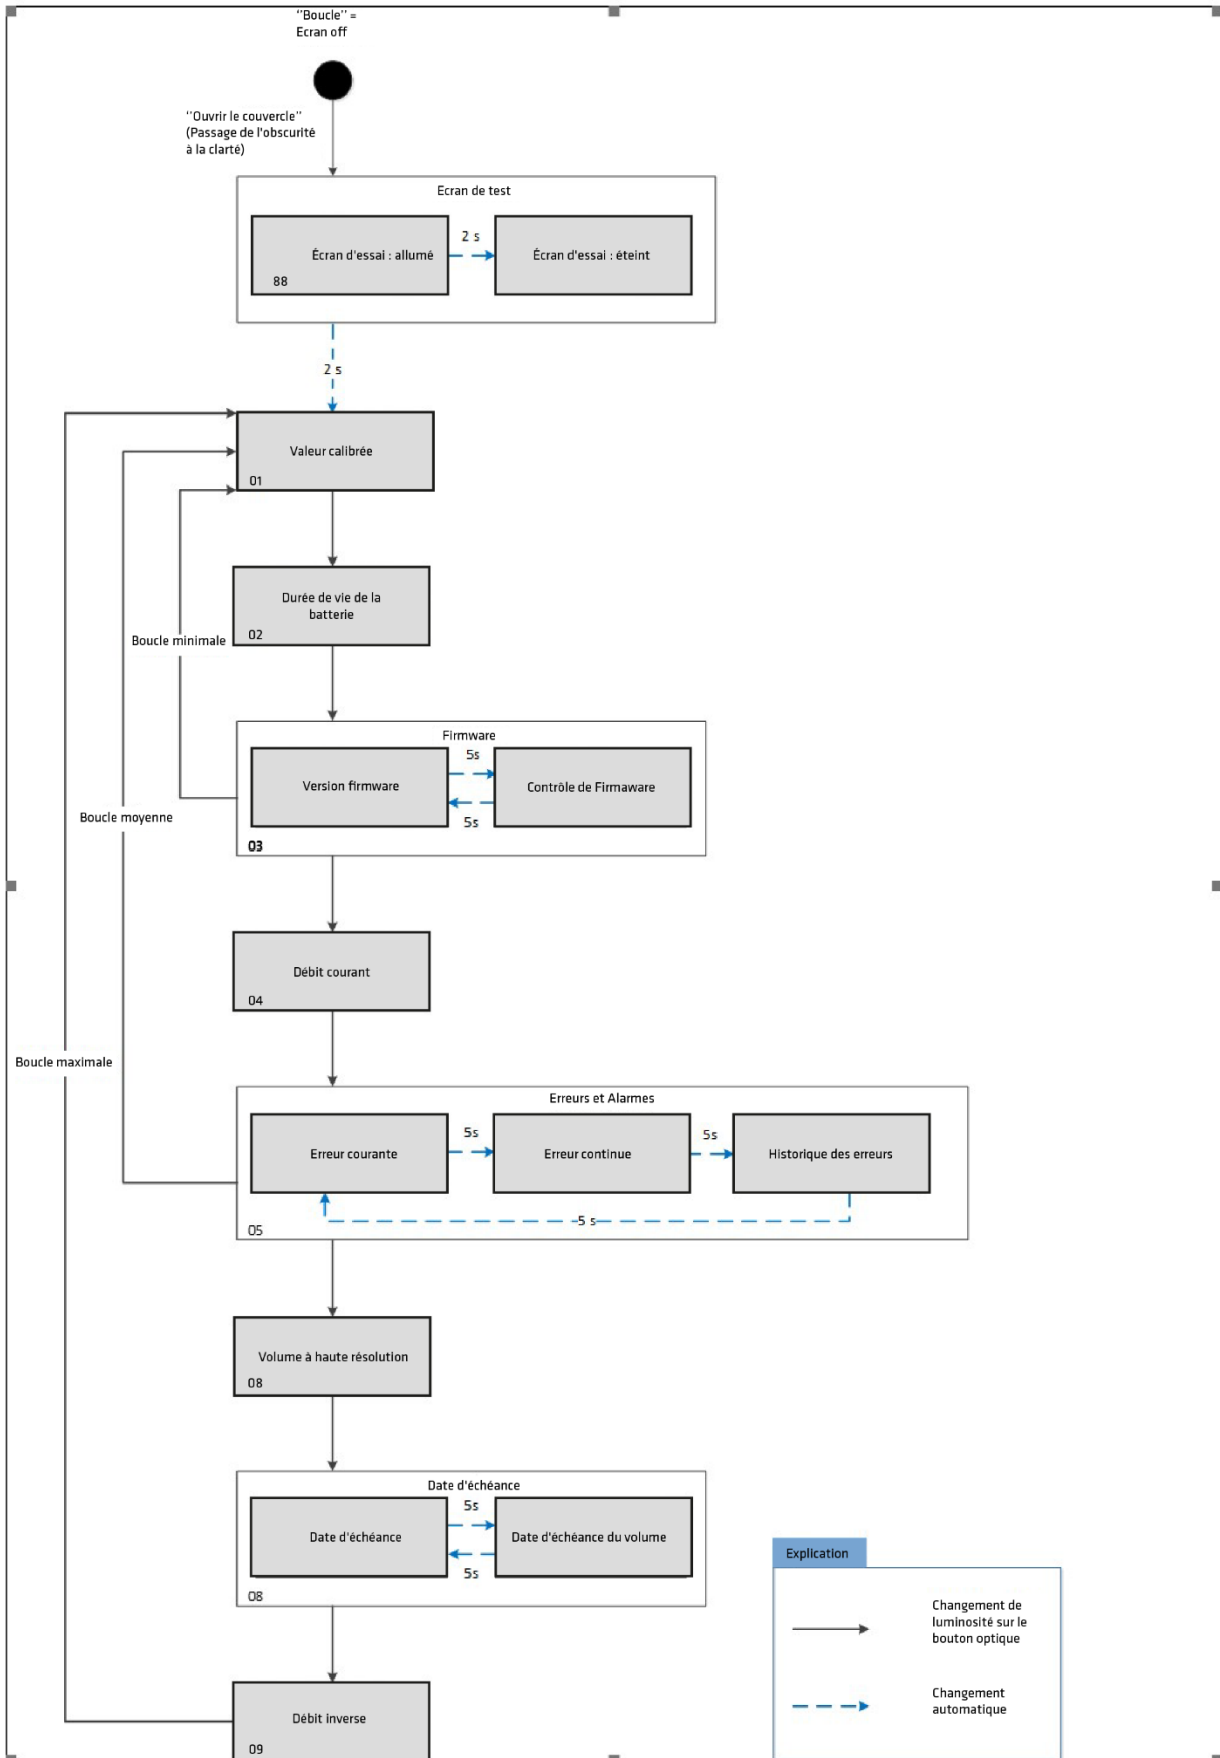 "Boucle" =
Ecran off
"Ouvrir le couvercle"
(Passage de l'obscurité
à la clarté)
Ecran de test
Écran d'essai : allumé
88
2 s
Écran d'essai : éteint
2 s
Valeur calibrée
01
Durée de vie de la
batterie
02
Boucle minimale
Firmware
Version firmware
5s
5s
Contrôle de Firmaware
03
Boucle moyenne
Débit courant
04
Boucle maximale
Erreurs et Alarmes
Erreur courante
5s
Erreur continue
5s
Historique des erreurs
5 s
05
Volume à haute résolution
08
Date d'échéance
Date d'échéance
5s
5s
Date d'échéance du volume
08
Débit inverse
09
Explication
Changement de
luminosité sur le
bouton optique
Changement
automatique